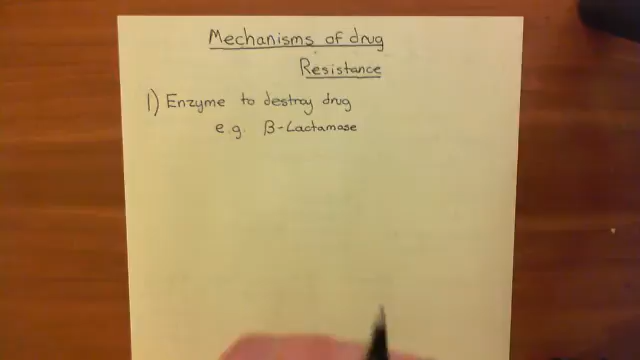 Mechanisms of drug
Resistance
1) Enzyme to destroy drug
e.g. β-Lactamase